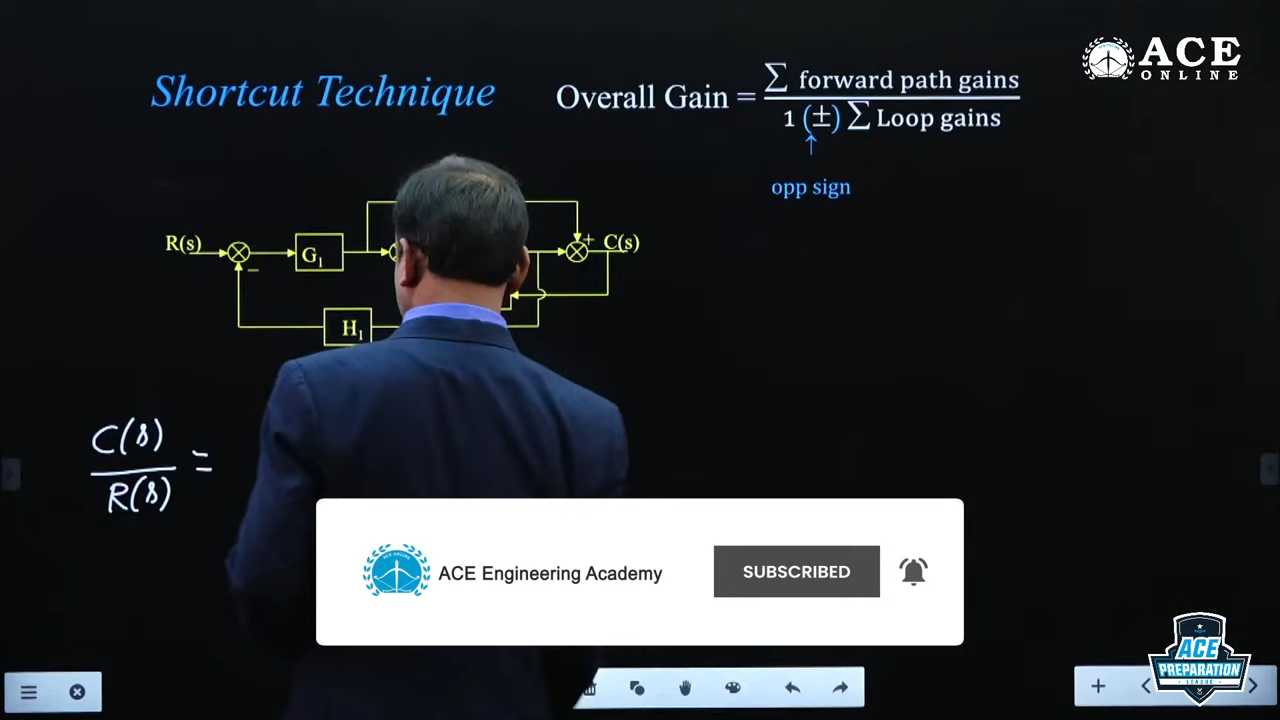 ACE
ONLINE
Shortcut Technique
Overall Gain = ∑ forward path gains
1 (±) ∑ Loop gains
↑
opp sign
R(s)
G₁
+ C(s)
−
H₁
C(s)
R(s) =
ACE Engineering Academy
SUBSCRIBED
ACE
PREPARATION
LEAGUE